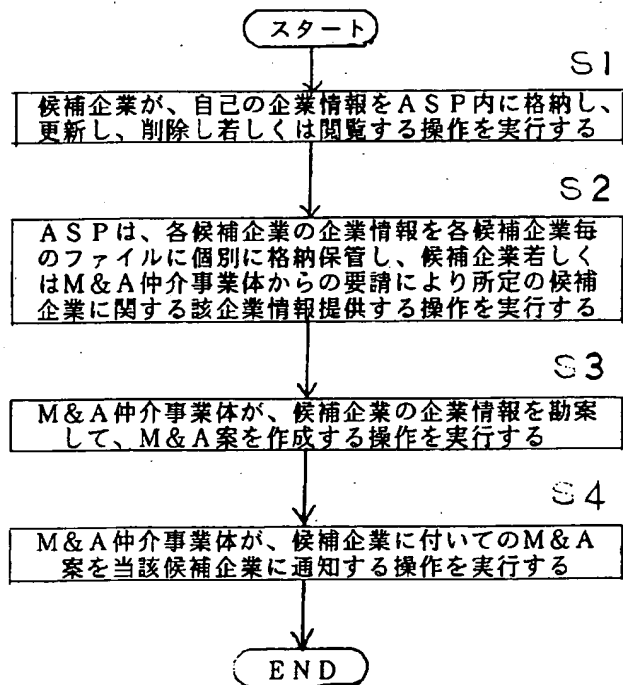 スタート
S1
候補企業が、自己の企業情報をASP内に格納し、
更新し、削除し若しくは閲覧する操作を実行する
S2
ASPは、各候補企業の企業情報を各候補企業毎
のファイルに個別に格納保管し、候補企業若しく
はM&A仲介事業体からの要請により所定の候補
企業に関する該企業情報提供する操作を実行する
S3
M&A仲介事業体が、候補企業の企業情報を勘案
して、M&A案を作成する操作を実行する
S4
M&A仲介事業体が、候補企業に付いてのM&A
案を当該候補企業に通知する操作を実行する
END